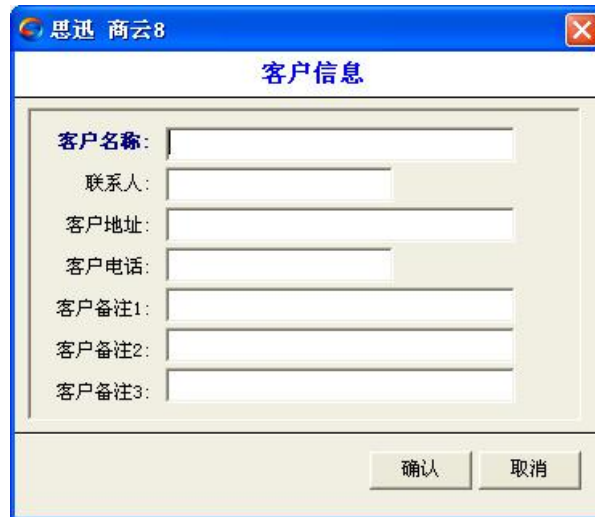 思迅 商云8
客户信息
客户名称:
联系人:
客户地址:
客户电话:
客户备注1:
客户备注2:
客户备注3:
确认 取消